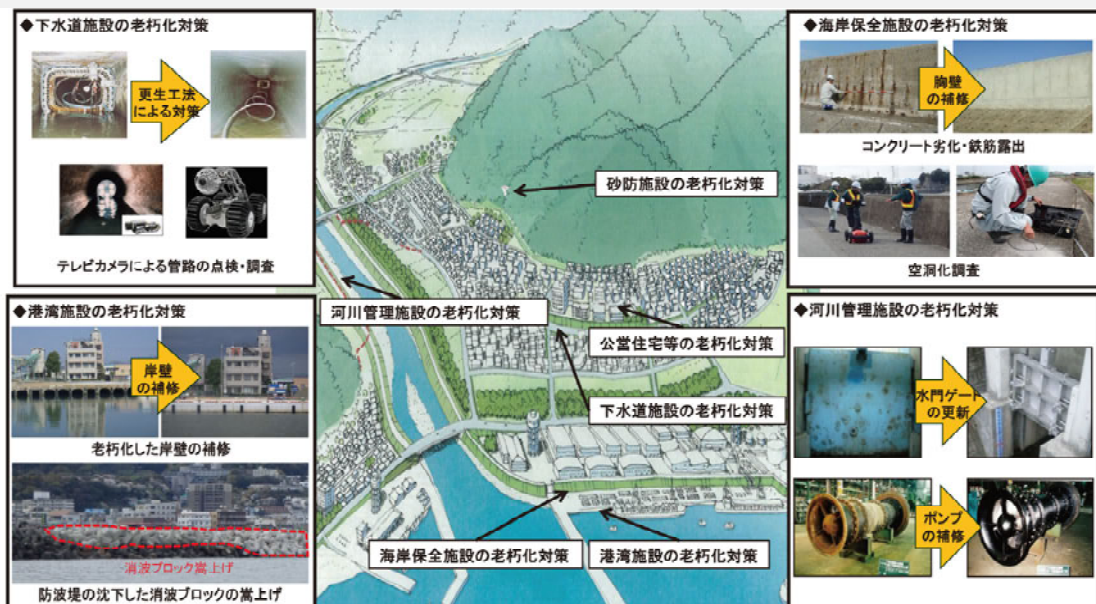 ◆下水道施設の老朽化対策
更生工法
による対策
テレビカメラによる管路の点検・調査
◆港湾施設の老朽化対策
岸壁
の補修
老朽化した岸壁の補修
消波ブロック嵩上げ
防波堤の沈下した消波ブロックの嵩上げ
砂防施設の老朽化対策
河川管理施設の老朽化対策
公営住宅等の老朽化対策
下水道施設の老朽化対策
海岸保全施設の老朽化対策
港湾施設の老朽化対策
◆海岸保全施設の老朽化対策
胸壁
の補修
コンクリート劣化・鉄筋露出
空洞化調査
◆河川管理施設の老朽化対策
水門ゲート
の更新
ポンプ
の補修